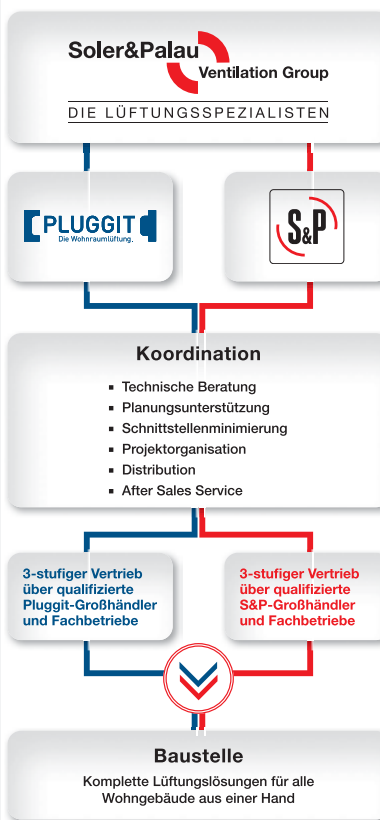 Soler&Palau
Ventilation Group
DIE LÜFTUNGSSPEZIALISTEN
PLUGGIT
Die Wohnraumlüftung.
S&P
Koordination
▪ Technische Beratung
▪ Planungsunterstützung
▪ Schnittstellenminimierung
▪ Projektorganisation
▪ Distribution
▪ After Sales Service
3-stufiger Vertrieb
über qualifizierte
Pluggit-Großhändler
und Fachbetriebe
3-stufiger Vertrieb
über qualifizierte
S&P-Großhändler
und Fachbetriebe
Baustelle
Komplette Lüftungslösungen für alle
Wohngebäude aus einer Hand